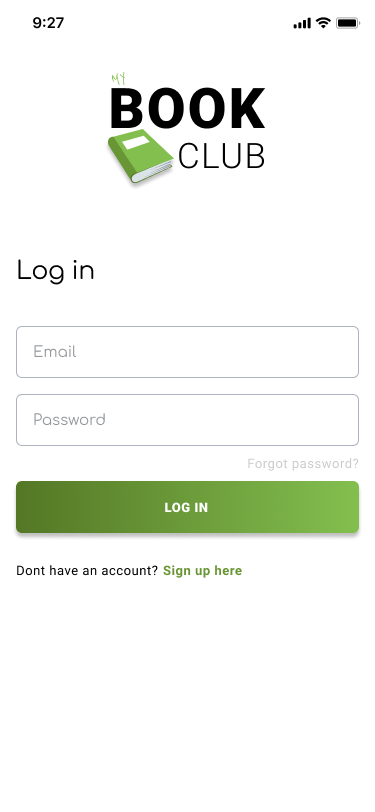 9:27
MY
BOOK
CLUB
Log in
Email
Password
Forgot password?
LOG IN
Dont have an account? Sign up here